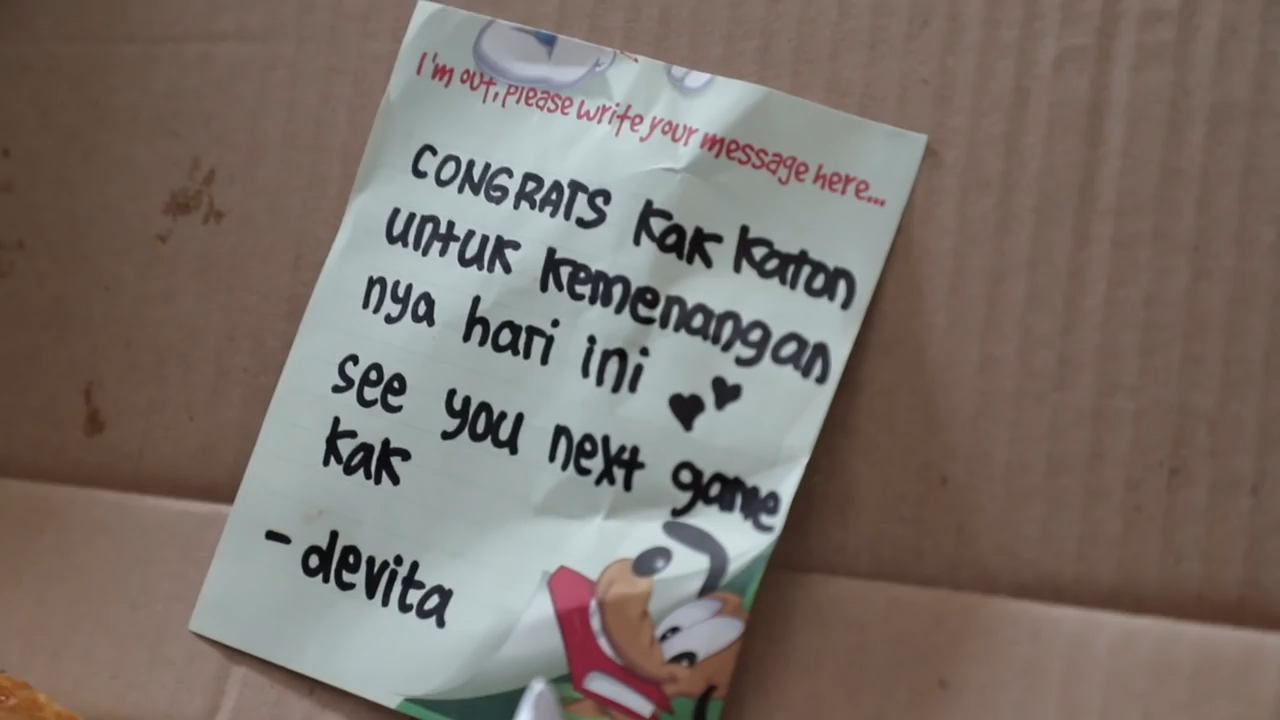 I'm out, please write your message here...
CONGRATS Kak Katon
untuk kemenangan
nya hari ini
see you next game
kak
- devita